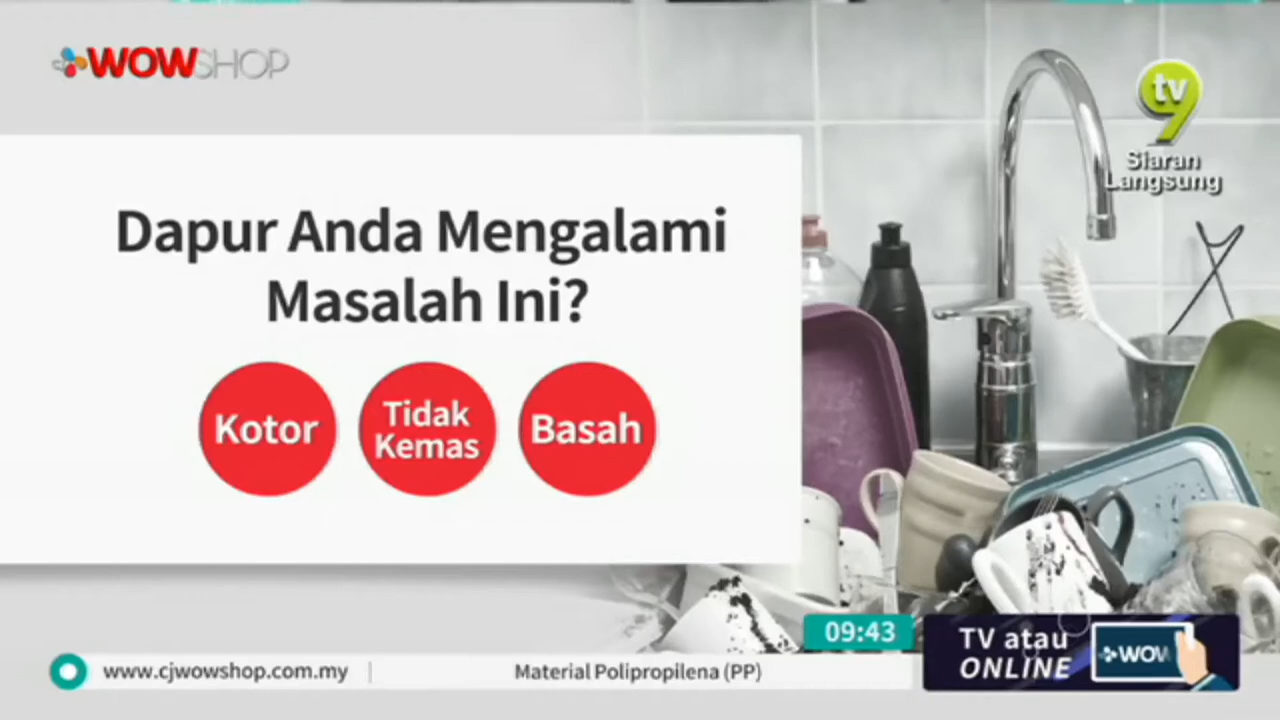 WOWSHOP
tv9
Siaran
Langsung
Dapur Anda Mengalami
Masalah Ini?
Kotor
Tidak
Kemas
Basah
09:43
TV atau
ONLINE
WOW
www.cjwowshop.com.my
Material Polipropilena (PP)